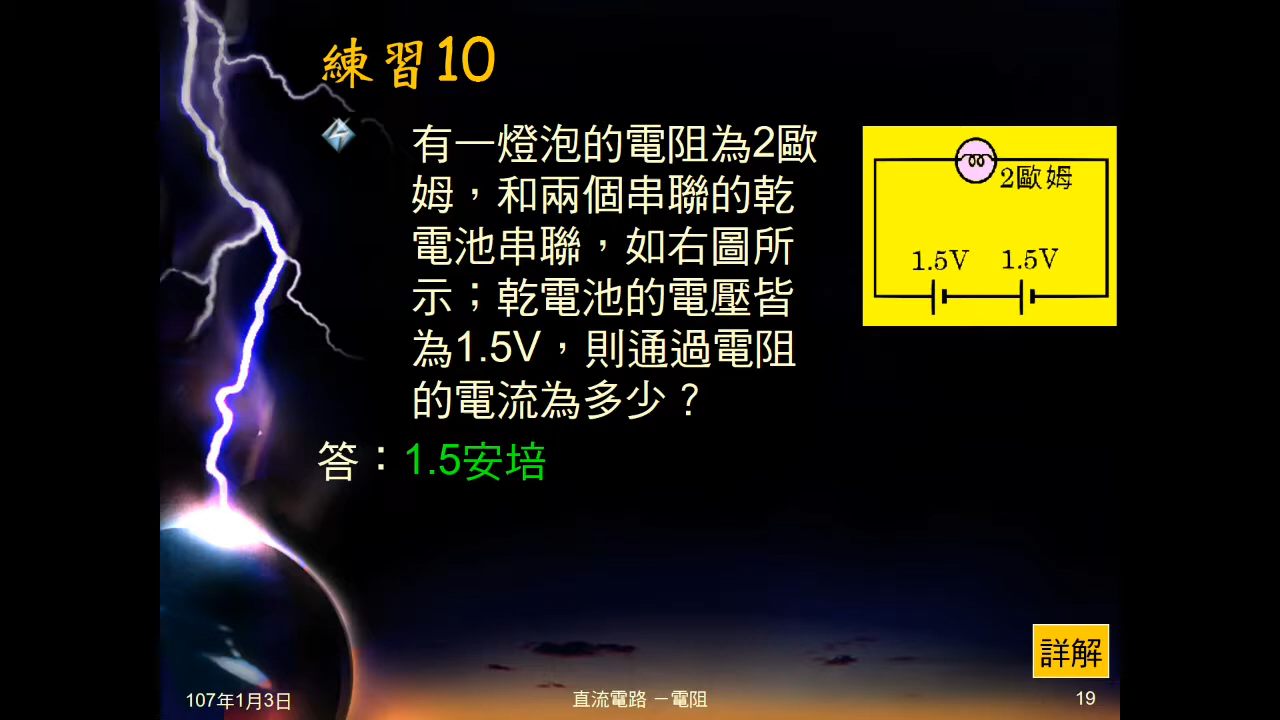 練習10
有一燈泡的電阻為2歐
姆，和兩個串聯的乾
電池串聯，如右圖所
示；乾電池的電壓皆
為1.5V，則通過電阻
的電流為多少？
答：1.5安培
2歐姆
1.5V 1.5V
詳解
107年1月3日 直流電路 －電阻 19